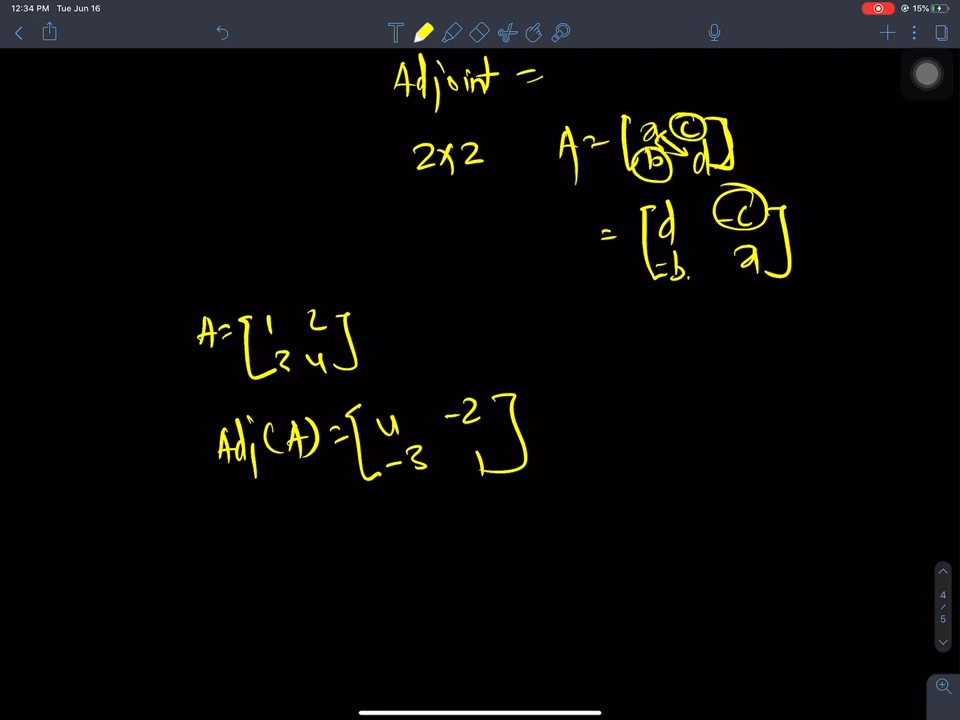 12:34 PM Tue Jun 16 15%
T
Adjoint =
2x2 A = [a c
b d]
= [d -c
-b. a]
A = [1 2
3 4]
Adj(A) = [4 -2
-3 1]
4
/
5